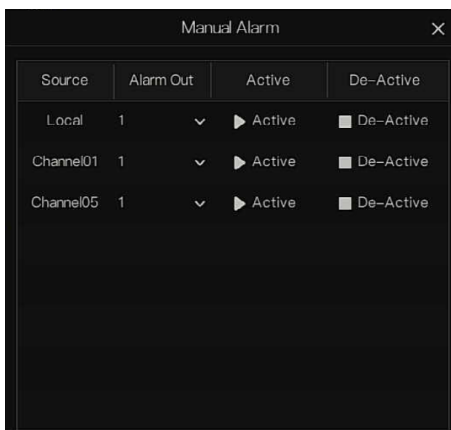 Manual Alarm
Source Alarm Out Active De-Active
Local 1 Active De-Active
Channel01 1 Active De-Active
Channel05 1 Active De-Active